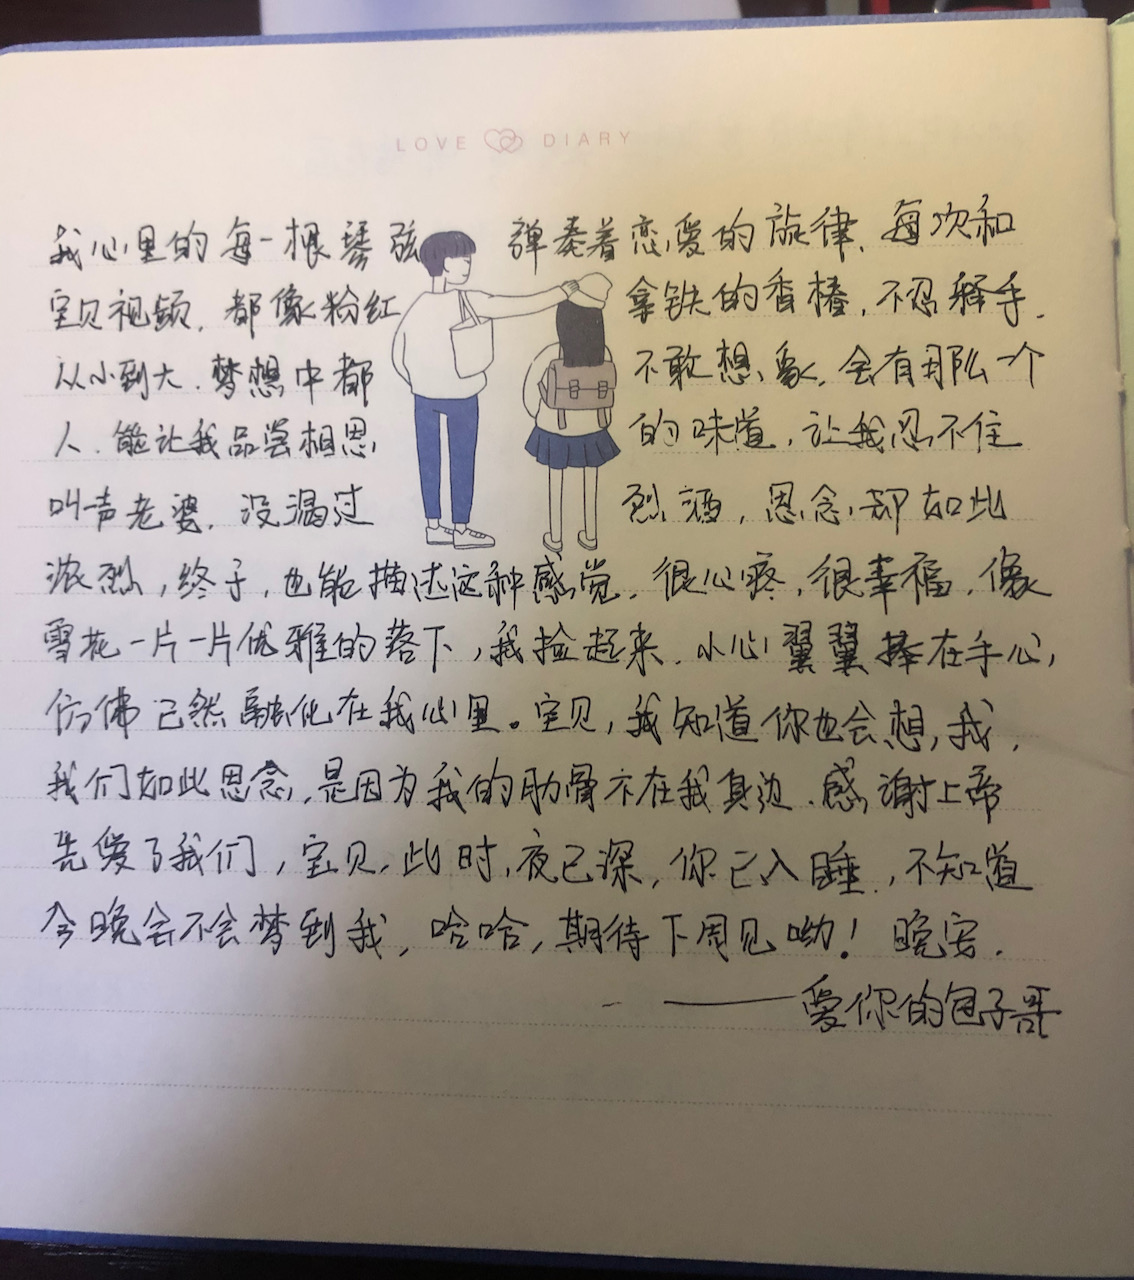 LOVE DIARY
我心里的每一根琴弦 弹奏着恋爱的旋律、每次和
宝贝视频、都像粉红 拿铁的香椿，不忍释手．
从小到大、梦想中都 不敢想象、会有那么一个
人、能让我品尝相思 的味道，让我忍不住
叫声老婆、没喝过 烈酒，思念却如此
浓烈，终于，也能描述这种感觉、很心疼，很幸福、像
雪花一片一片优雅的落下，我捡起来、小心翼翼捧在手心，
仿佛已然融化在我心里。宝贝，我知道你也会想，我，
我们如此思念、是因为我的肋骨不在我身边、感谢上帝
先爱了我们，宝贝、此时、夜已深，你已入睡，不知道
今晚会不会梦到我，哈哈，期待下周见呦！晚安．
——爱你的包子哥